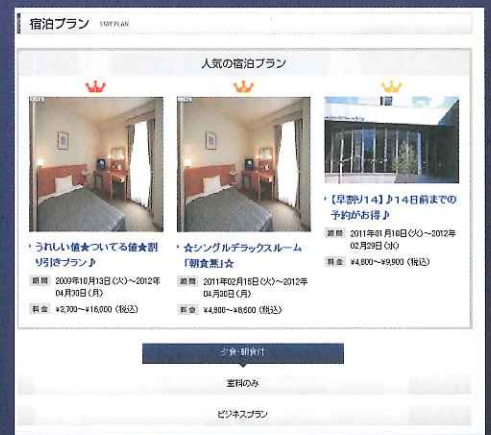 宿泊プラン STAY PLAN
人気の宿泊プラン
うれしい値★ついてる値★割
り引きプラン♪
期間 2009年10月13日(火)～2012年
04月30日(月)
料金 ¥2,700～¥16,000 (税込)
☆シングルデラックスルーム
「朝食無」☆
期間 2011年02月15日(火)～2012年
04月30日(月)
料金 ¥4,800～¥8,600 (税込)
【早割り14】♪14日前までの
予約がお得♪
期間 2011年01月18日(火)～2012年
02月29日(水)
料金 ¥4,800～¥9,900 (税込)
夕食・朝食付
室料のみ
ビジネスプラン